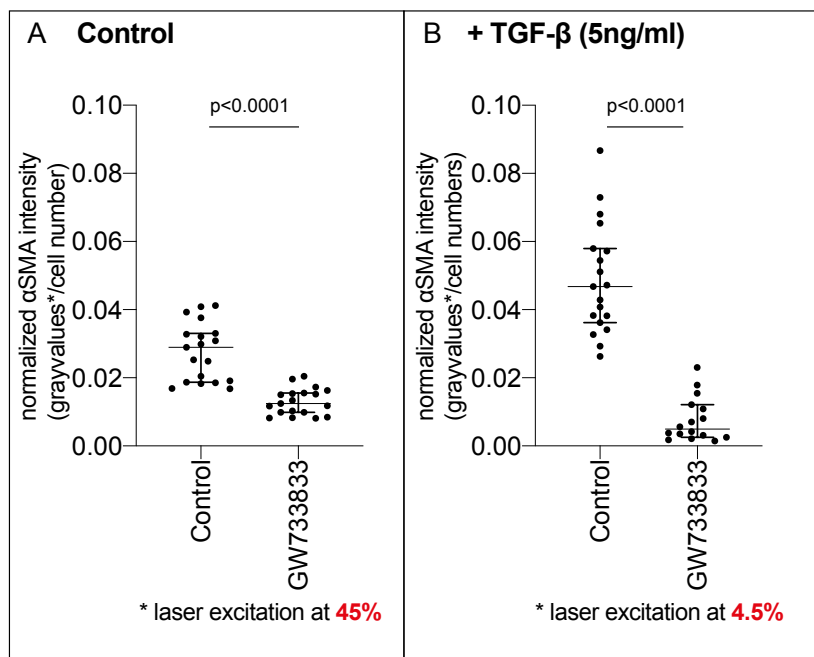 A Control
p<0.0001
normalized αSMA intensity
(grayvalues*/cell number)
0.10
0.08
0.06
0.04
0.02
0.00
Control
GW733833
* laser excitation at 45%
B + TGF-β (5ng/ml)
p<0.0001
normalized αSMA intensity
(grayvalues*/cell numbers)
0.10
0.08
0.06
0.04
0.02
0.00
Control
GW733833
* laser excitation at 4.5%